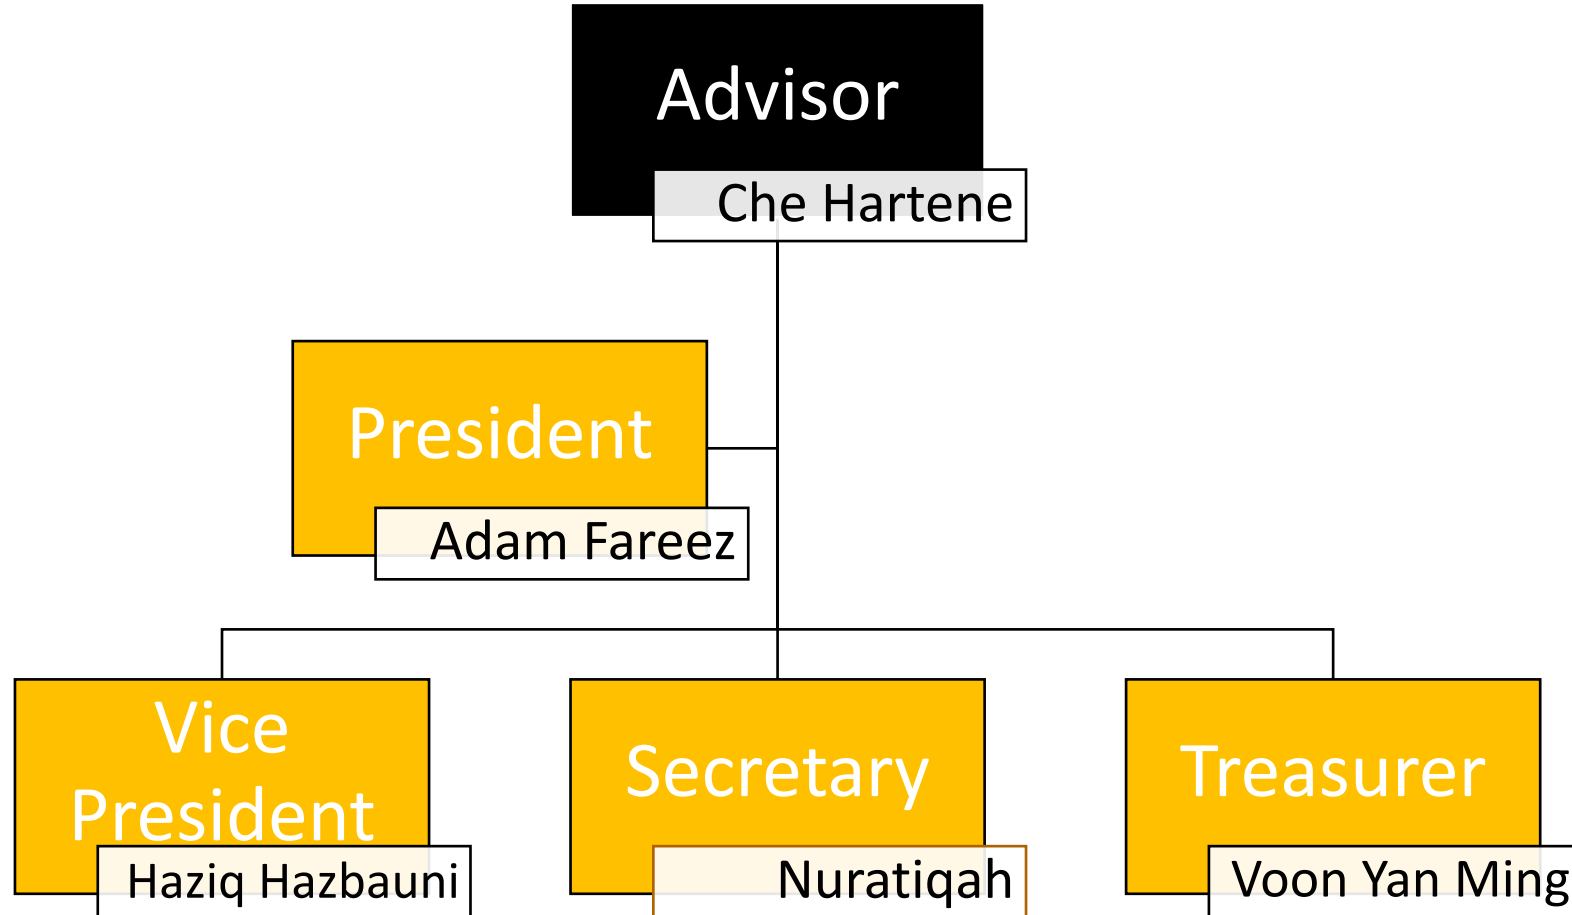 Advisor
Che Hartene
President
Adam Fareez
Vice
President
Haziq Hazbauni
Secretary
Nuratiqah
Treasurer
Voon Yan Ming